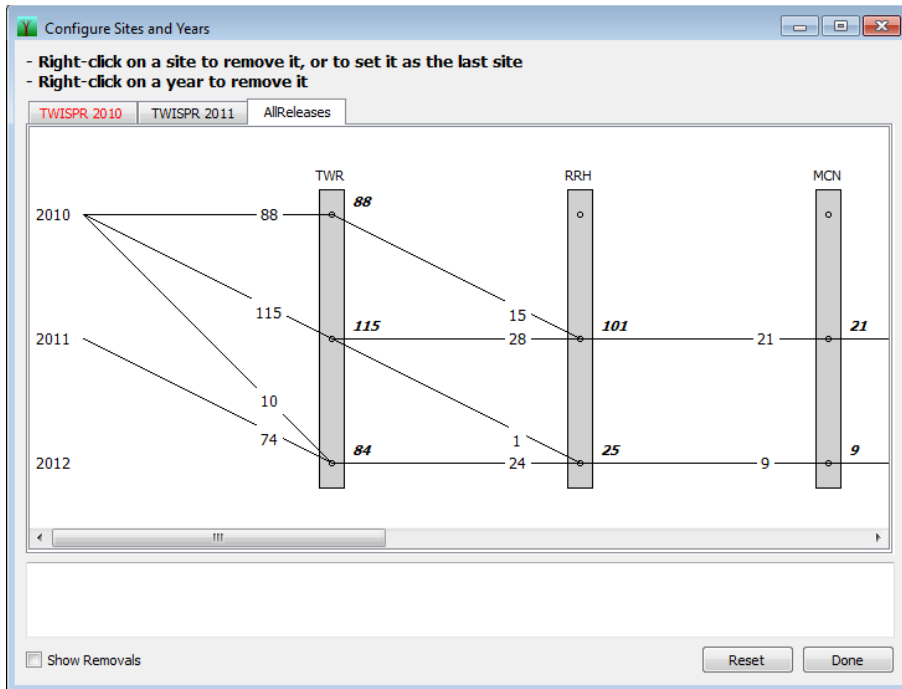 Configure Sites and Years
- Right-click on a site to remove it, or to set it as the last site
- Right-click on a year to remove it
TWISPR 2010 TWISPR 2011 AllReleases
TWR RRH MCN
2010 88 88
115 15
2011 115 28 101 21 21
10
74 1
2012 84 24 25 9 9
Show Removals Reset Done